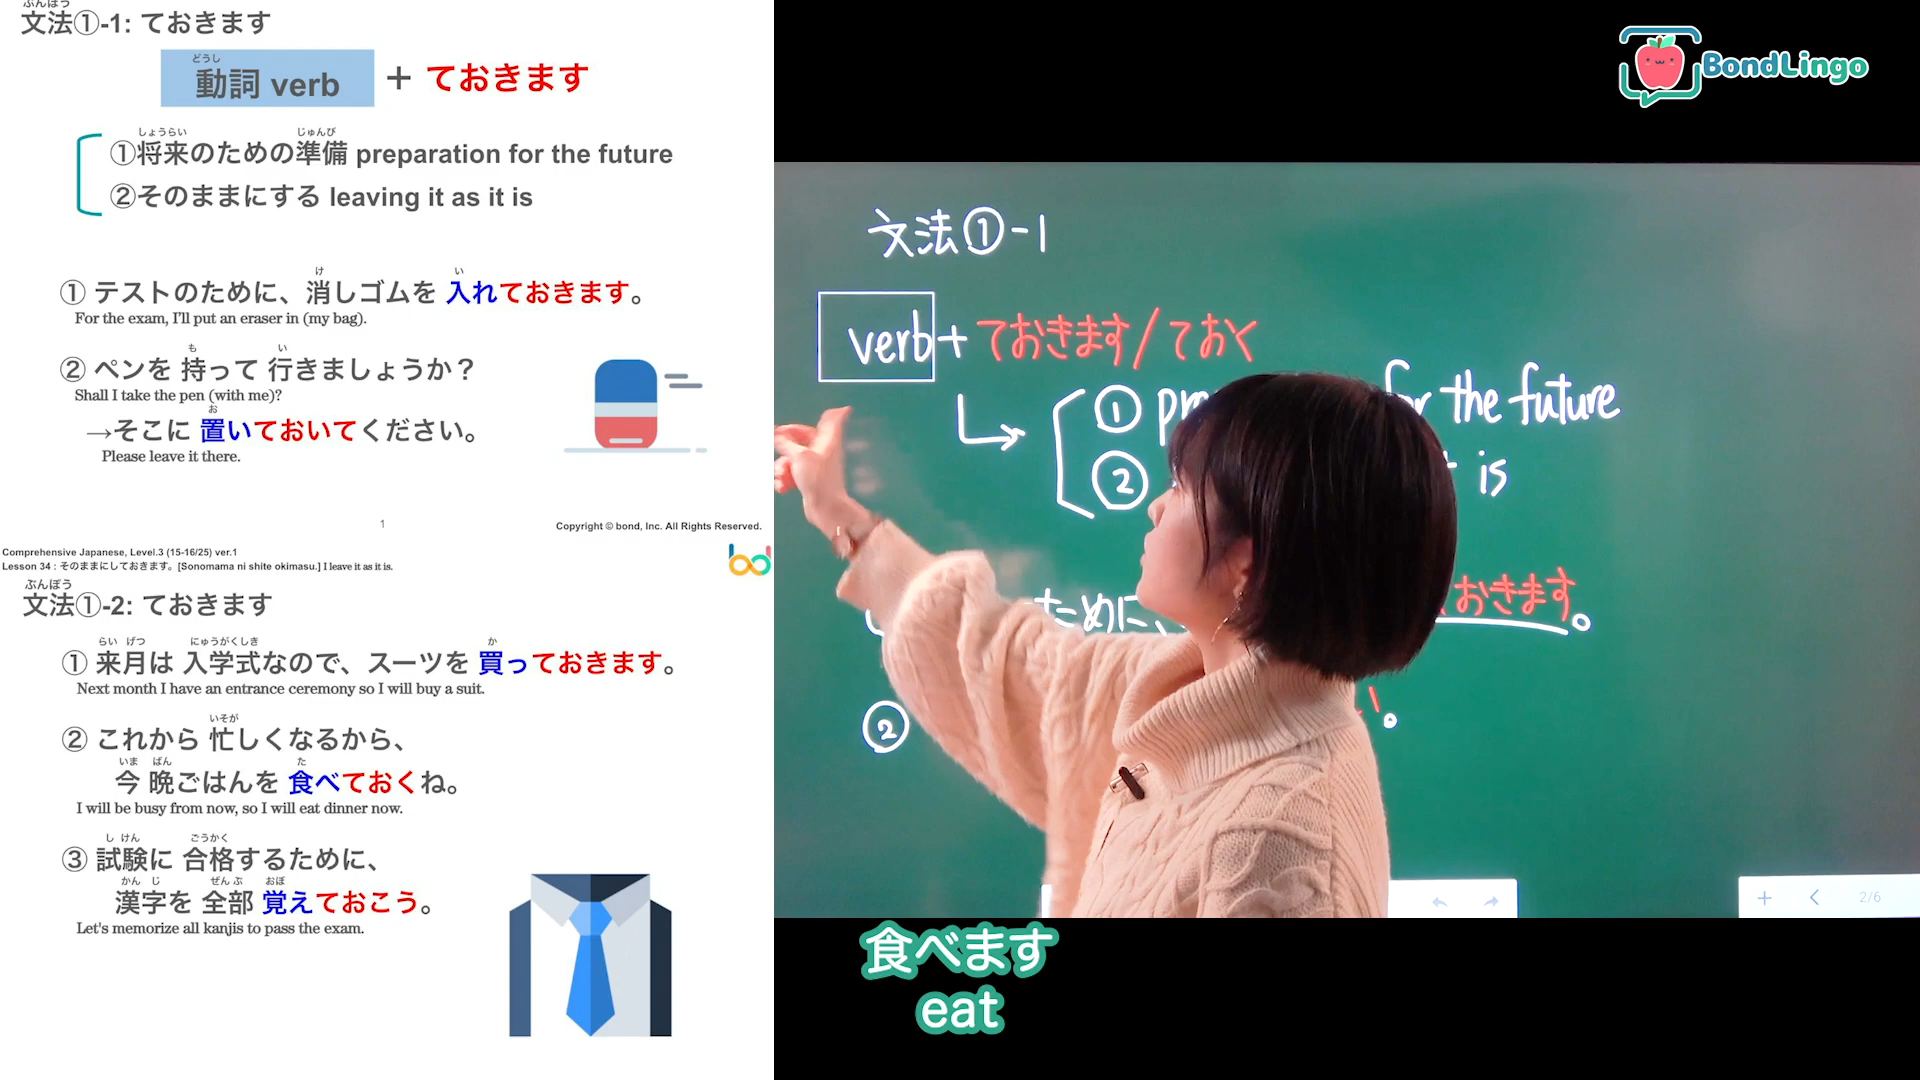 ぶんぽう
文法①-1: ておきます
どうし
動詞 verb + ておきます
しょうらい じゅんび
①将来のための準備 preparation for the future
②そのままにする leaving it as it is
け い
① テストのために、消しゴムを 入れておきます。
For the exam, I'll put an eraser in (my bag).
も い
② ペンを 持って 行きましょうか？
Shall I take the pen (with me)?
お
→そこに 置いておいてください。
Please leave it there.
1
Copyright © bond, Inc. All Rights Reserved.
Comprehensive Japanese, Level.3 (15-16/25) ver.1
Lesson 34 : そのままにしておきます。[Sonomama ni shite okimasu.] I leave it as it is.
bd
ぶんぽう
文法①-2: ておきます
らい げつ にゅうがくしき か
① 来月は 入学式なので、スーツを 買っておきます。
Next month I have an entrance ceremony so I will buy a suit.
いそが
② これから 忙しくなるから、
いま ばん た
今 晩ごはんを 食べておくね。
I will be busy from now, so I will eat dinner now.
し けん ごうかく
③ 試験に 合格するために、
かん じ ぜんぶ おぼ
漢字を 全部 覚えておこう。
Let's memorize all kanjis to pass the exam.
BondLingo
文法①-1
verb + ておきます/ておく
① for the future
② is
ために、 おきます。
②
。
2/6
食べます
eat